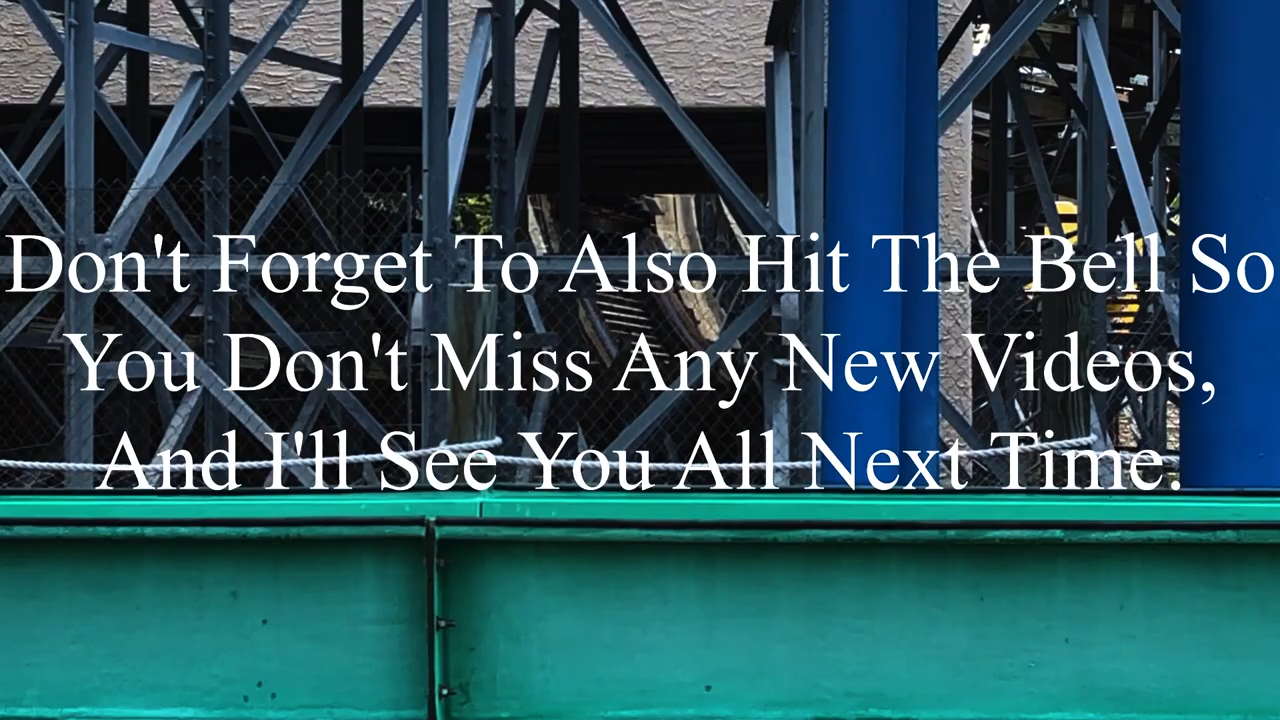 Don't Forget To Also Hit The Bell So
You Don't Miss Any New Videos,
And I'll See You All Next Time.